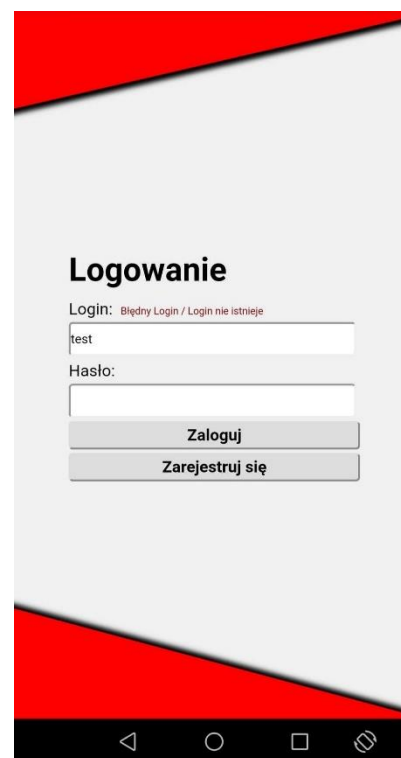 Logowanie
Login: Błędny Login / Login nie istnieje
test
Hasło:
Zaloguj
Zarejestruj się